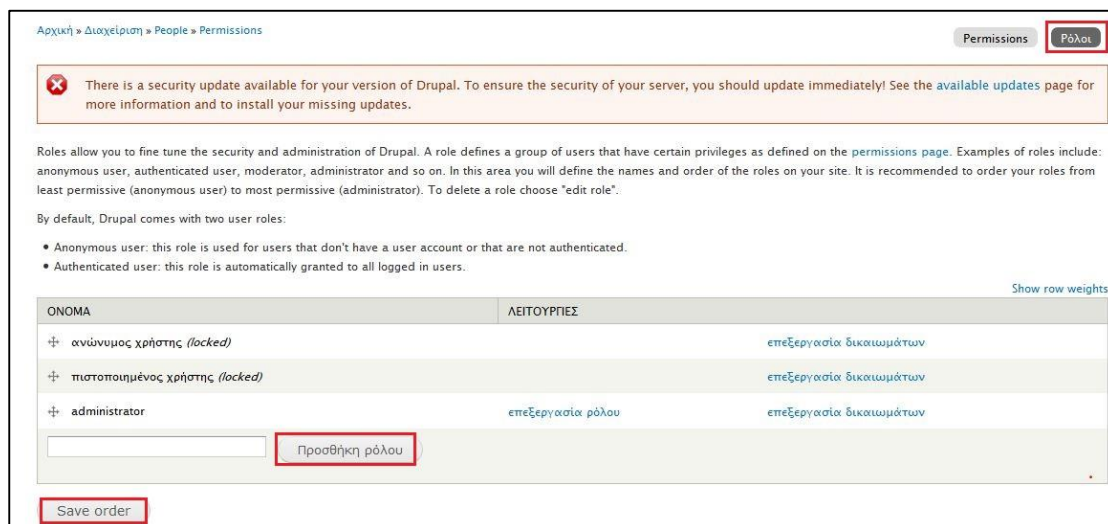 Αρχική » Διαχείριση » People » Permissions
Permissions Ρόλοι
There is a security update available for your version of Drupal. To ensure the security of your server, you should update immediately! See the available updates page for
more information and to install your missing updates.
Roles allow you to fine tune the security and administration of Drupal. A role defines a group of users that have certain privileges as defined on the permissions page. Examples of roles include:
anonymous user, authenticated user, moderator, administrator and so on. In this area you will define the names and order of the roles on your site. It is recommended to order your roles from
least permissive (anonymous user) to most permissive (administrator). To delete a role choose "edit role".
By default, Drupal comes with two user roles:
• Anonymous user: this role is used for users that don't have a user account or that are not authenticated.
• Authenticated user: this role is automatically granted to all logged in users.
Show row weights
ΟΝΟΜΑ ΛΕΙΤΟΥΡΓΙΕΣ
ανώνυμος χρήστης (locked) επεξεργασία δικαιωμάτων
πιστοποιημένος χρήστης (locked) επεξεργασία δικαιωμάτων
administrator επεξεργασία ρόλου επεξεργασία δικαιωμάτων
Προσθήκη ρόλου
Save order